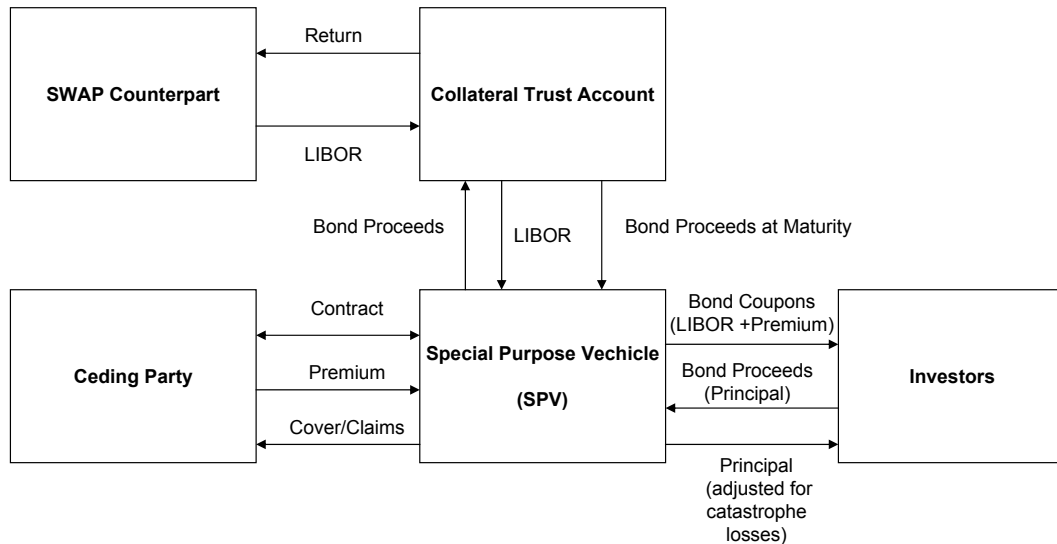 Return
SWAP Counterpart
Collateral Trust Account
LIBOR
Bond Proceeds
LIBOR
Bond Proceeds at Maturity
Contract
Bond Coupons
(LIBOR +Premium)
Ceding Party
Premium
Special Purpose Vechicle
(SPV)
Bond Proceeds
(Principal)
Investors
Cover/Claims
Principal
(adjusted for
catastrophe
losses)